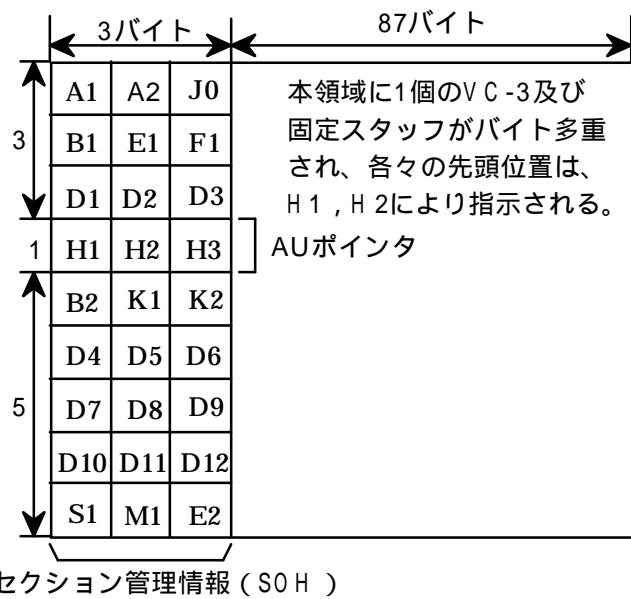 3バイト 87バイト
A1 A2 J0
3 B1 E1 F1
D1 D2 D3
本領域に1個のVC-3及び
固定スタッフがバイト多重
され、各々の先頭位置は、
H1,H2により指示される。
1 H1 H2 H3 AUポインタ
B2 K1 K2
D4 D5 D6
5 D7 D8 D9
D10 D11 D12
S1 M1 E2
セクション管理情報(SOH)